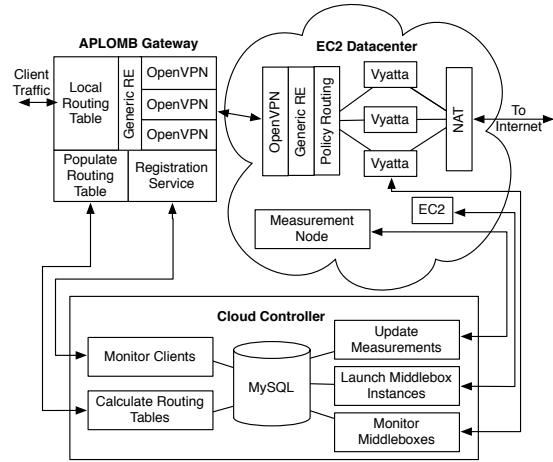 APLOMB Gateway
EC2 Datacenter
Client
Traffic
Local
Routing
Table
Generic RE
OpenVPN
OpenVPN
OpenVPN
Populate
Routing
Table
Registration
Service
OpenVPN
Generic RE
Policy Routing
Vyatta
Vyatta
Vyatta
NAT
To
Internet
EC2
Measurement
Node
Cloud Controller
Monitor Clients
Calculate Routing
Tables
MySQL
Update
Measurements
Launch Middlebox
Instances
Monitor
Middleboxes